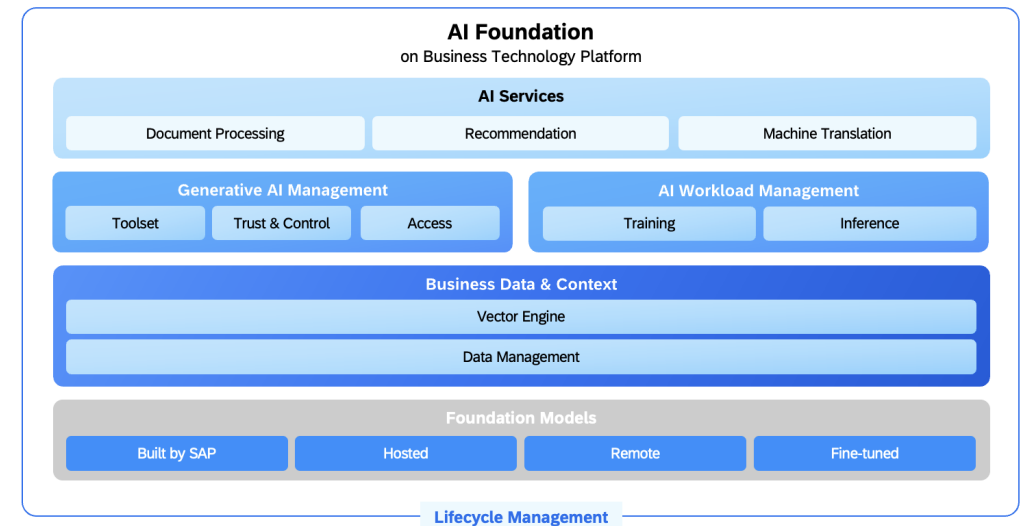 AI Foundation
on Business Technology Platform
AI Services
Document Processing
Recommendation
Machine Translation
Generative AI Management
Toolset
Trust & Control
Access
AI Workload Management
Training
Inference
Business Data & Context
Vector Engine
Data Management
Foundation Models
Built by SAP
Hosted
Remote
Fine-tuned
Lifecycle Management